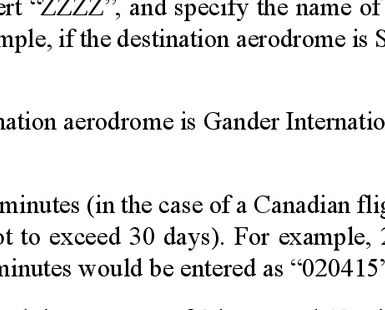 ert “ZZZZ”, and specify the name of
mple, if the destination aerodrome is S
nation aerodrome is Gander Internatio
minutes (in the case of a Canadian flig
ot to exceed 30 days). For example, 2
minutes would be entered as “020415”